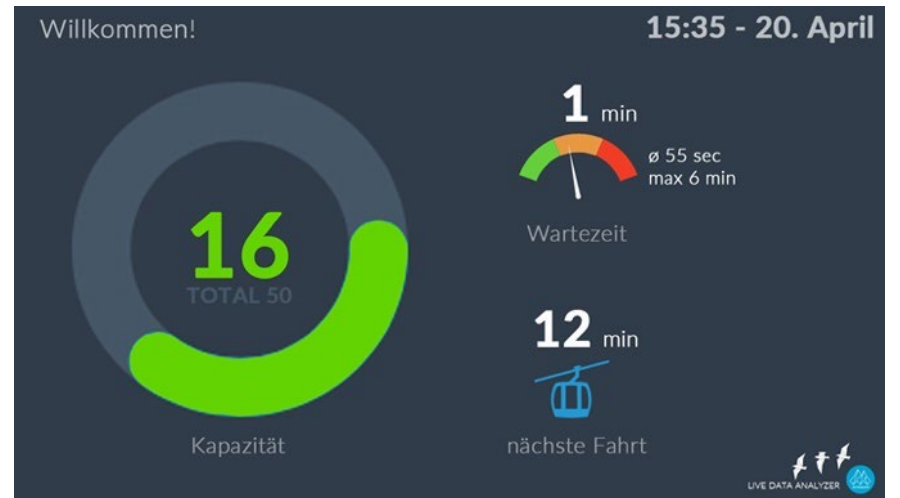 Willkommen!
15:35 - 20. April
16
TOTAL 50
Kapazität
1 min
ø 55 sec
max 6 min
Wartezeit
12 min
nächste Fahrt
LIVE DATA ANALYZER